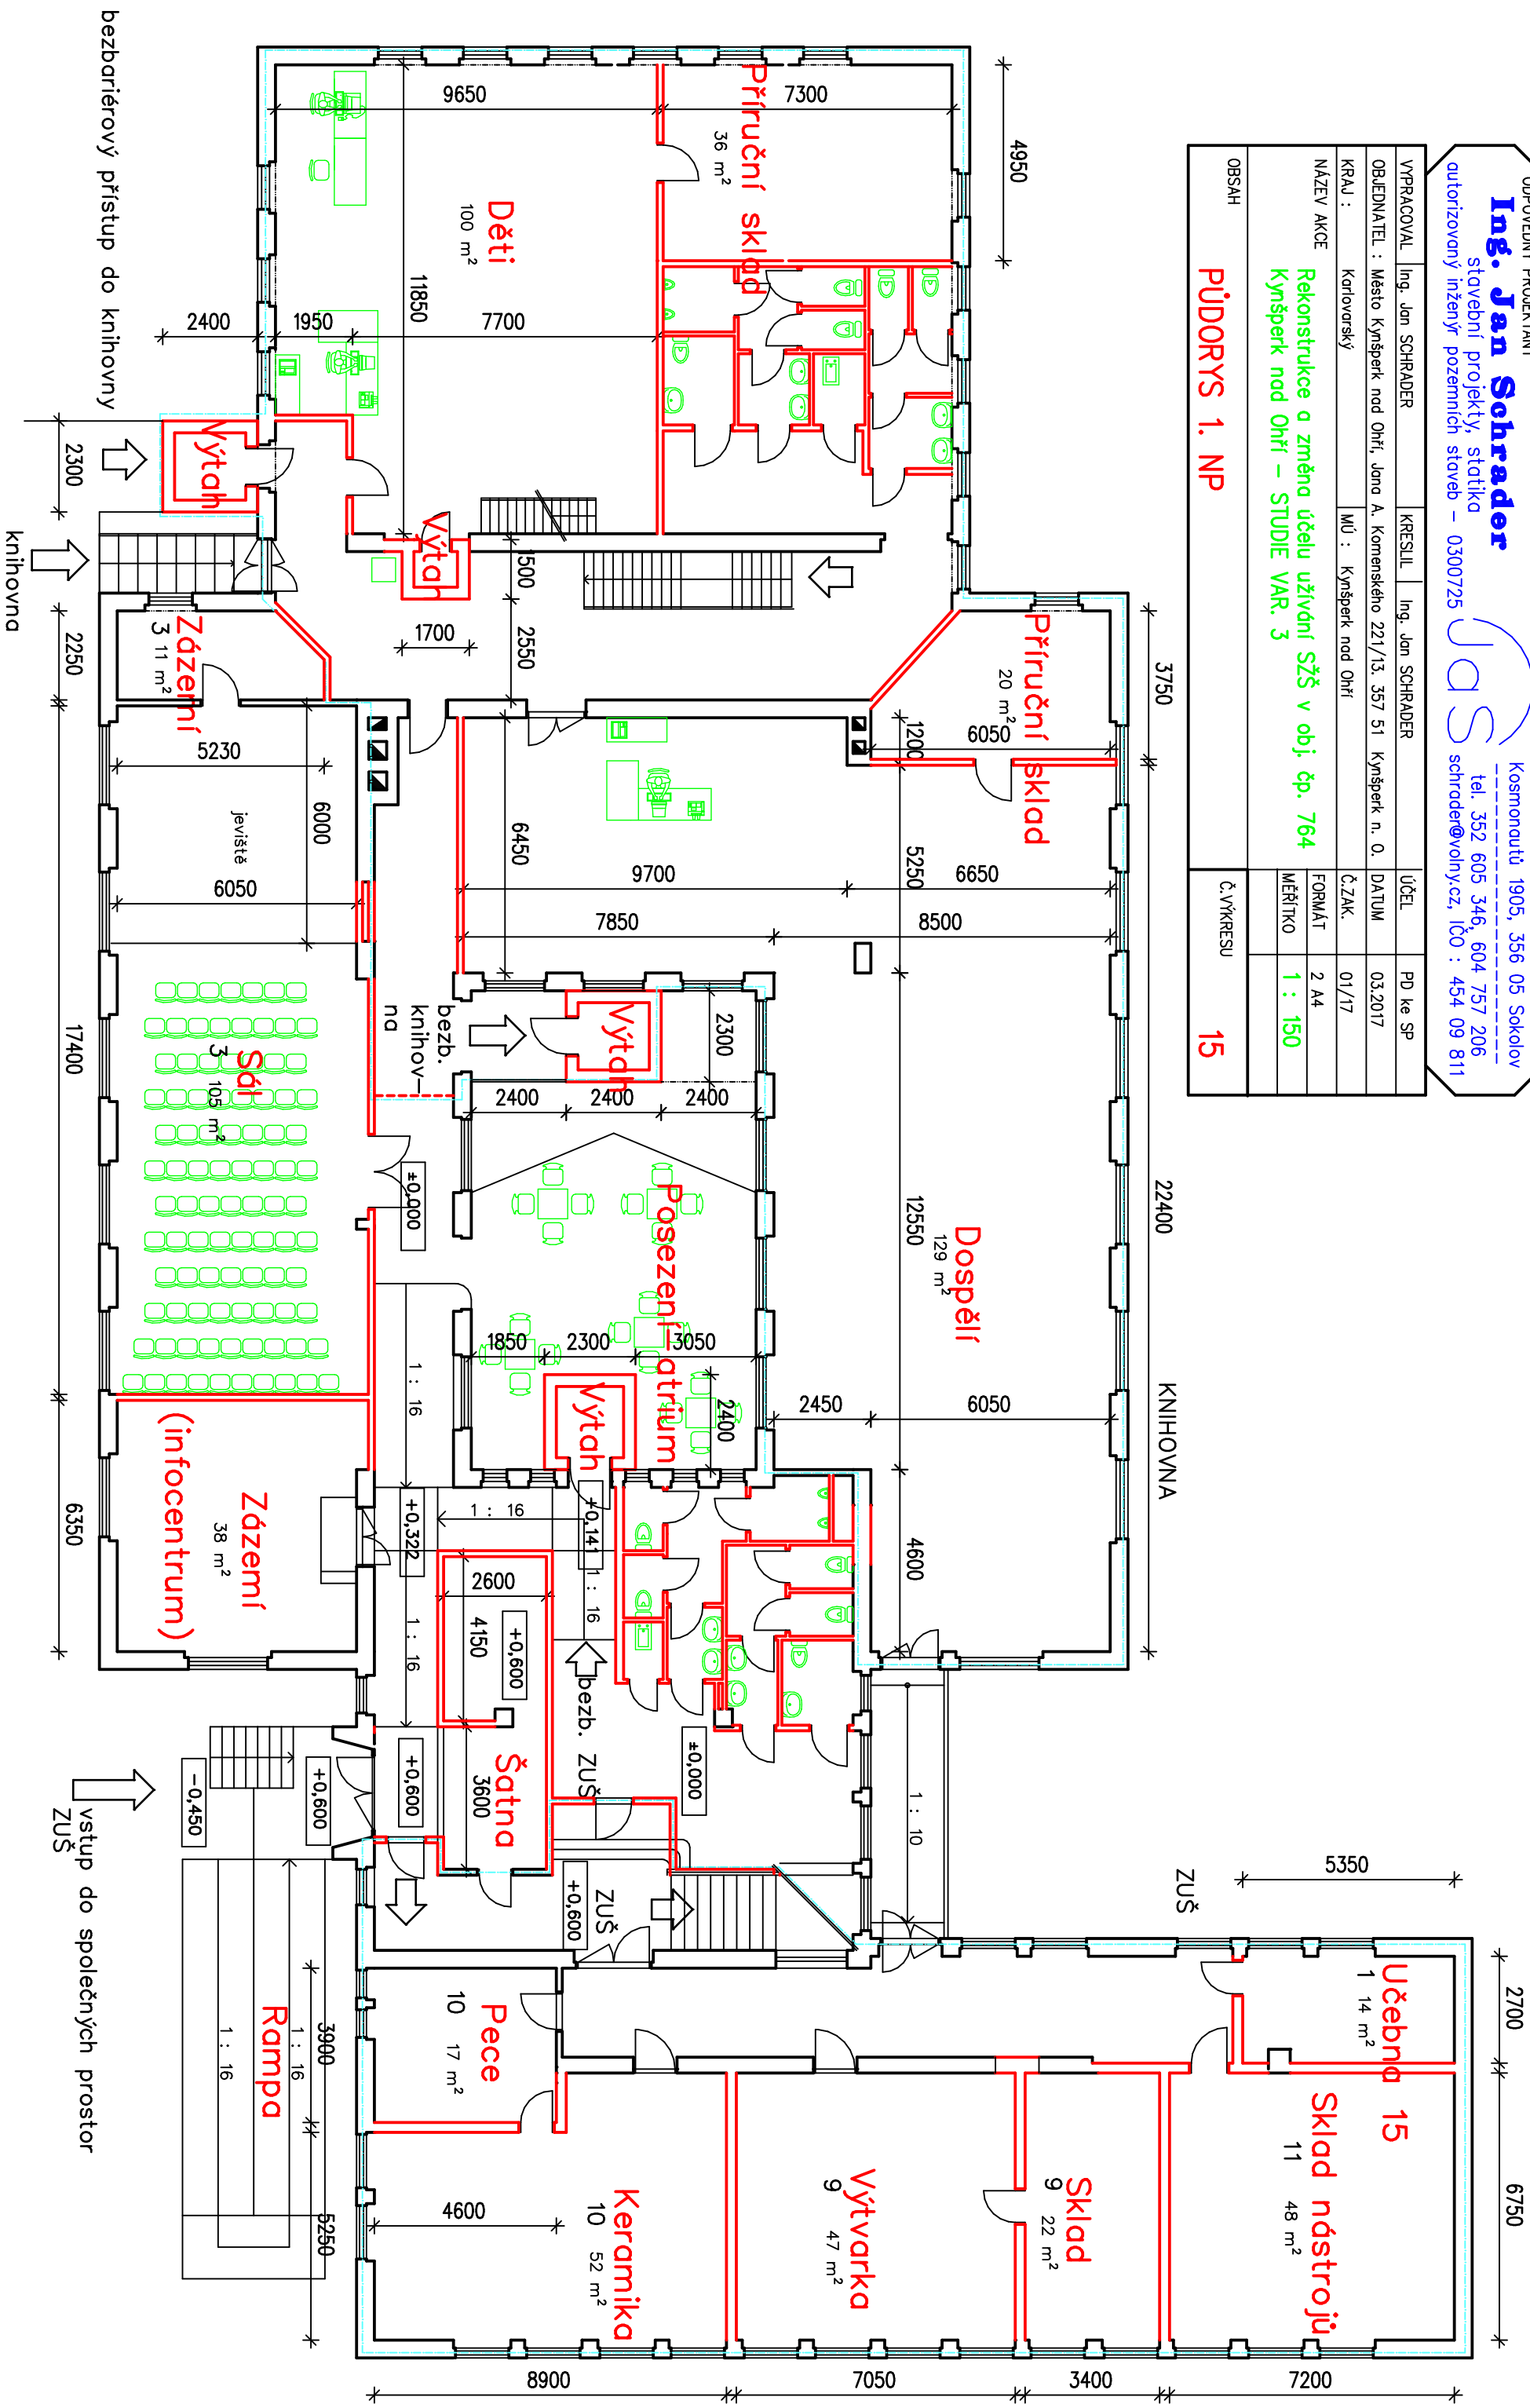 ODPOVĚDNÝ PROJEKTANT
Ing. Jan Schrader
stavební projekty, statika
autorizovaný inženýr pozemních staveb – 0300725
JaS
Kosmonautů 1905, 356 05 Sokolov
tel. 352 605 346, 604 757 206
schrader@volny.cz, IČO : 454 09 811
VYPRACOVAL Ing. Jan SCHRADER KRESLIL Ing. Jan SCHRADER ÚČEL PD ke SP
OBJEDNATEL : Město Kynšperk nad Ohří, Jana A. Komenského 221/13, 357 51 Kynšperk n. O. DATUM 03.2017
KRAJ : Karlovarský MÚ : Kynšperk nad Ohří Č.ZAK. 01/17
NÁZEV AKCE FORMÁT 2 A4
Rekonstrukce a změna účelu užívání SZŠ v obj. čp. 764
Kynšperk nad Ohří – STUDIE VAR. 3
MĚŘÍTKO 1 : 150
OBSAH Č.VÝKRESU
PŮDORYS 1. NP 15
4950
3750
22400
KNIHOVNA
ZUŠ
5350
2700
6750
7300
9650
Příruční sklad
36 m²
Děti
100 m²
11850
2400
1950
7700
bezbariérový přístup do knihovny
Výtah
2300
knihovna
Výtah
1500
2550
1700
Příruční sklad
20 m²
6050
1200
5250
12550
4600
Zázemí
3 11 m²
2250
5230
6000
jeviště
6050
6450
9700
6650
7850
8500
bezb.
knihov–
na
Výtah
2300
2400
2400
2400
Sál
3 105 m²
17400
±0,000
Dospělí
129 m²
Posezení–atrium
1850
2300
3050
2400
2450
6050
Výtah
1 : 16
Zázemí
38 m²
(infocentrum)
6350
+0,322
1 : 16
+0,141
1 : 16
1 : 16
2600
4150
+0,600
bezb. ZUŠ
±0,000
Šatna
3600
+0,600
+0,600
–0,450
vstup do společných prostor
ZUŠ
1 : 10
ZUŠ
+0,600
Rampa
1 : 16
1 : 16
3900
5250
Pece
10 17 m²
Keramika
10 52 m²
4600
Výtvarka
9 47 m²
Sklad
9 22 m²
Učebna 15
1 14 m²
Sklad nástrojů
11 48 m²
8900
7050
3400
7200